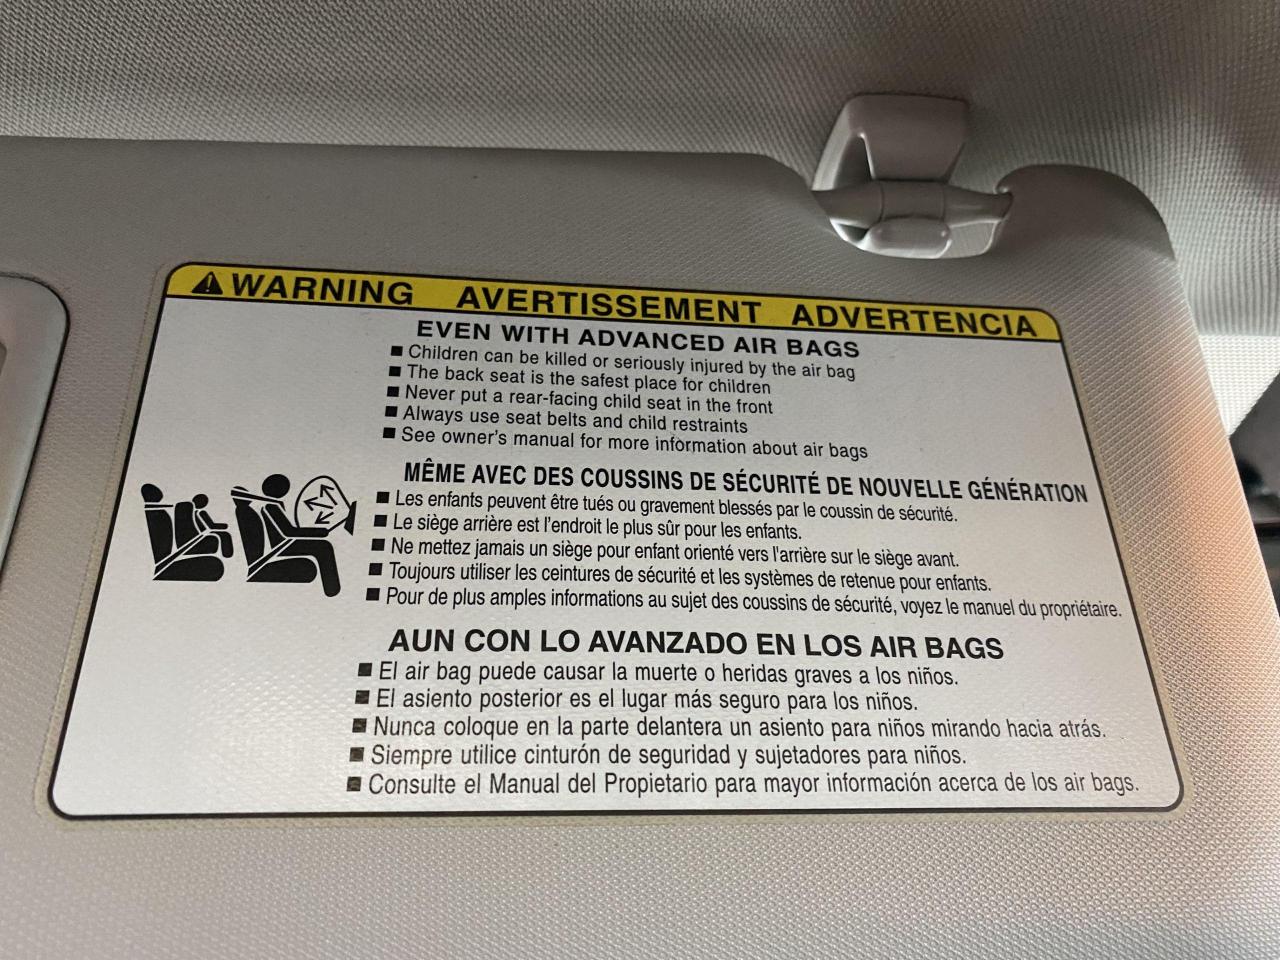 WARNING AVERTISSEMENT ADVERTENCIA
EVEN WITH ADVANCED AIR BAGS
■ Children can be killed or seriously injured by the air bag
■ The back seat is the safest place for children
■ Never put a rear-facing child seat in the front
■ Always use seat belts and child restraints
■ See owner's manual for more information about air bags
MÊME AVEC DES COUSSINS DE SÉCURITÉ DE NOUVELLE GÉNÉRATION
■ Les enfants peuvent être tués ou gravement blessés par le coussin de sécurité.
■ Le siège arrière est l'endroit le plus sûr pour les enfants.
■ Ne mettez jamais un siège pour enfant orienté vers l'arrière sur le siège avant.
■ Toujours utiliser les ceintures de sécurité et les systèmes de retenue pour enfants.
■ Pour de plus amples informations au sujet des coussins de sécurité, voyez le manuel du propriétaire.
AUN CON LO AVANZADO EN LOS AIR BAGS
■ El air bag puede causar la muerte o heridas graves a los niños.
■ El asiento posterior es el lugar más seguro para los niños.
■ Nunca coloque en la parte delantera un asiento para niños mirando hacia atrás.
■ Siempre utilice cinturón de seguridad y sujetadores para niños.
■ Consulte el Manual del Propietario para mayor información acerca de los air bags.